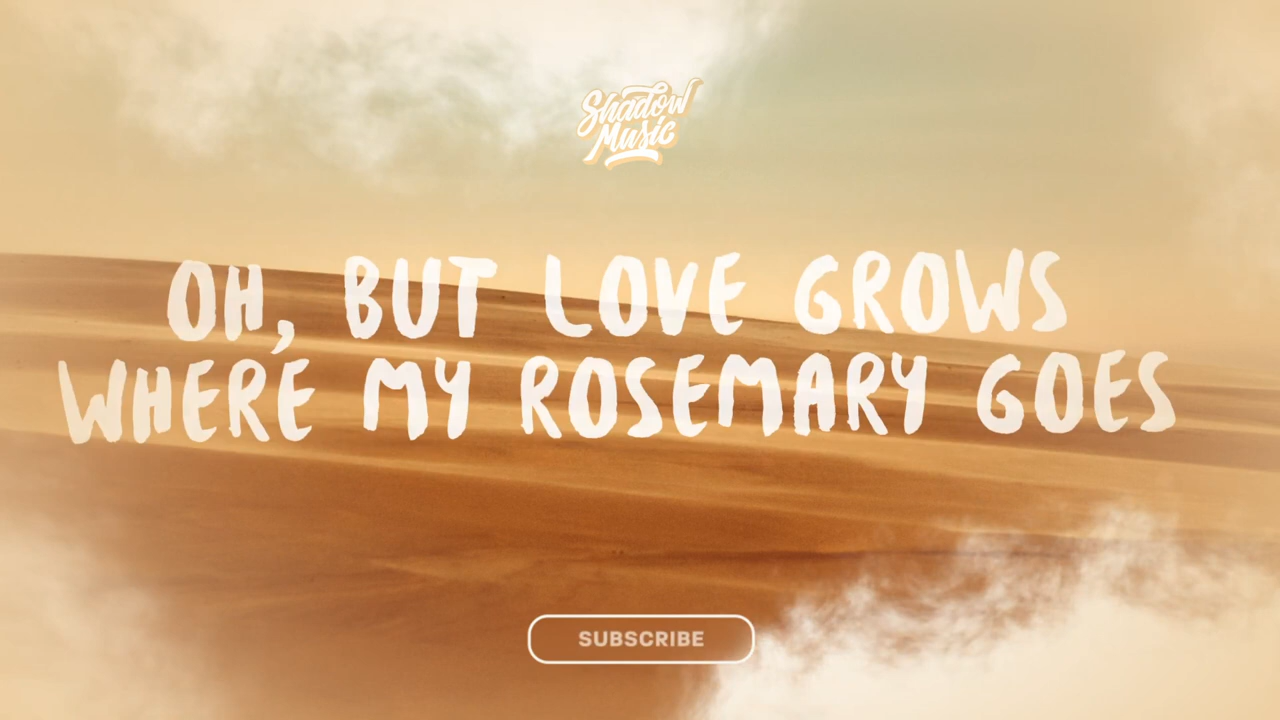 Shadow
Music
OH, BUT LOVE GROWS
WHERE MY ROSEMARY GOES
SUBSCRIBE